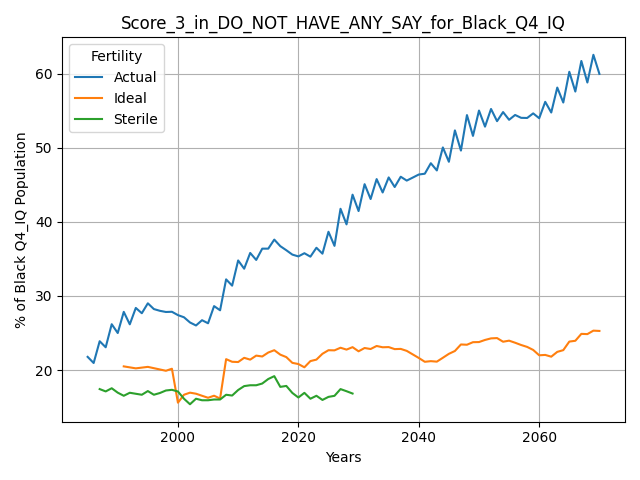 Score_3_in_DO_NOT_HAVE_ANY_SAY_for_Black_Q4_IQ
Fertility
Actual
Ideal
Sterile
60
50
40
30
20
% of Black Q4_IQ Population
2000
2020
2040
2060
Years